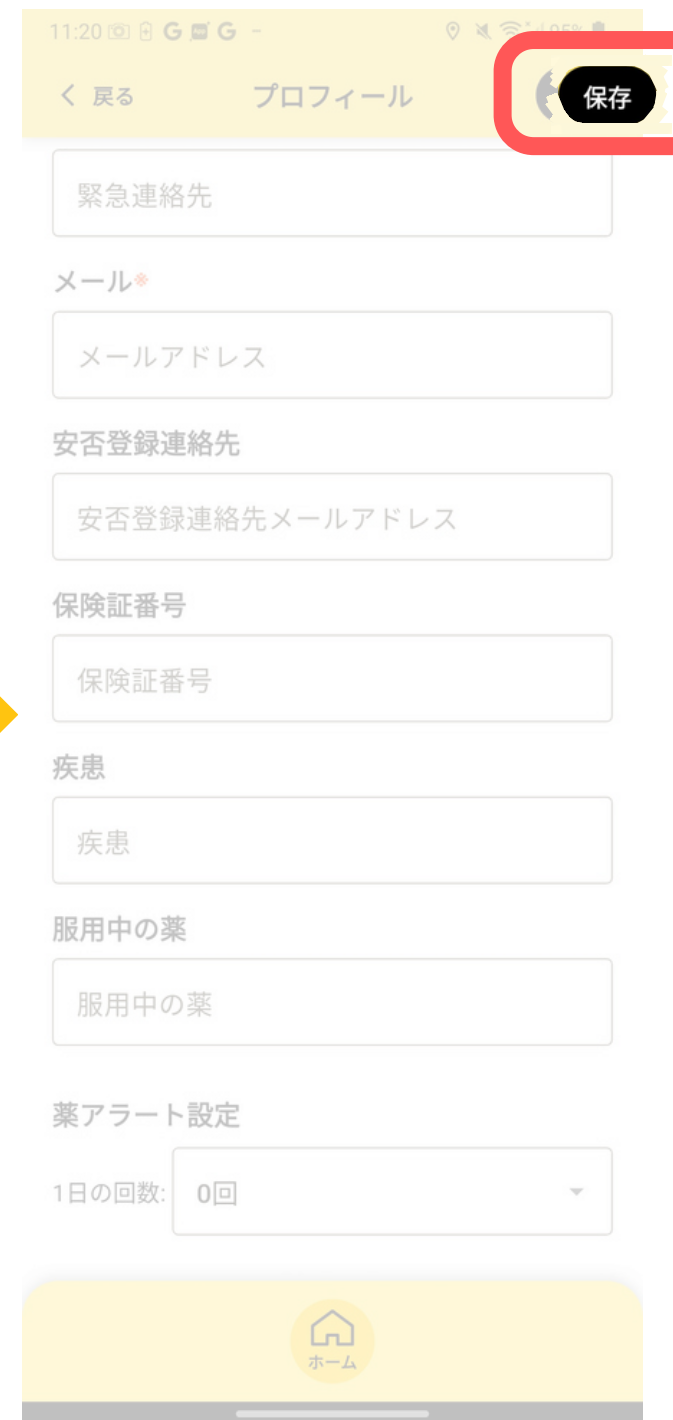 11:20 G G -
95%
戻る プロフィール 保存
緊急連絡先
メール※
メールアドレス
安否登録連絡先
安否登録連絡先メールアドレス
保険証番号
保険証番号
疾患
疾患
服用中の薬
服用中の薬
薬アラート設定
1日の回数: 0回
ホーム